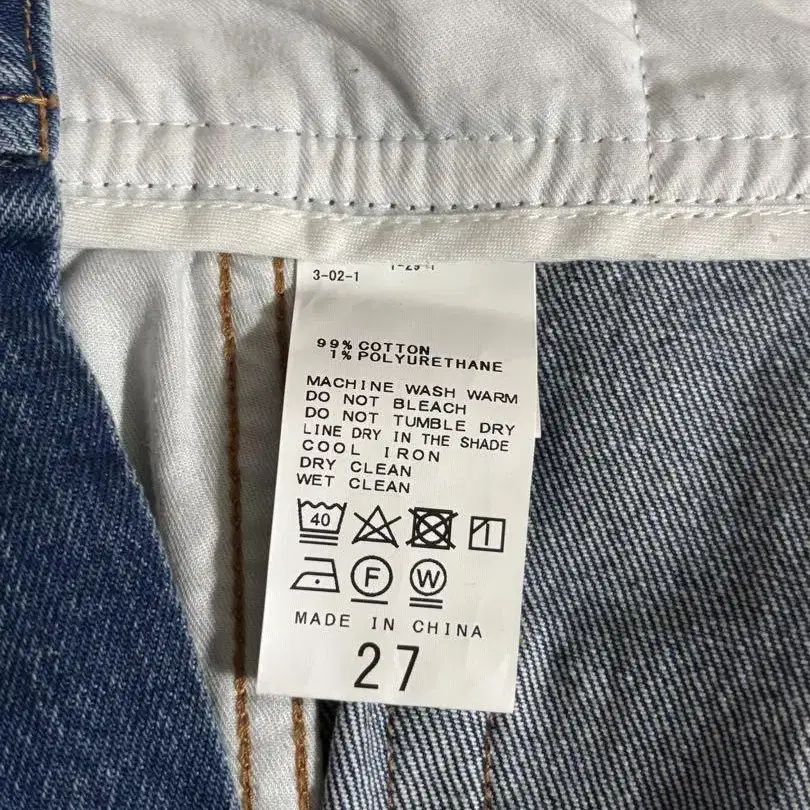 3-02-1
99% COTTON
1% POLYURETHANE
MACHINE WASH WARM
DO NOT BLEACH
DO NOT TUMBLE DRY
LINE DRY IN THE SHADE
COOL IRON
DRY CLEAN
WET CLEAN
40
F W
MADE IN CHINA
27